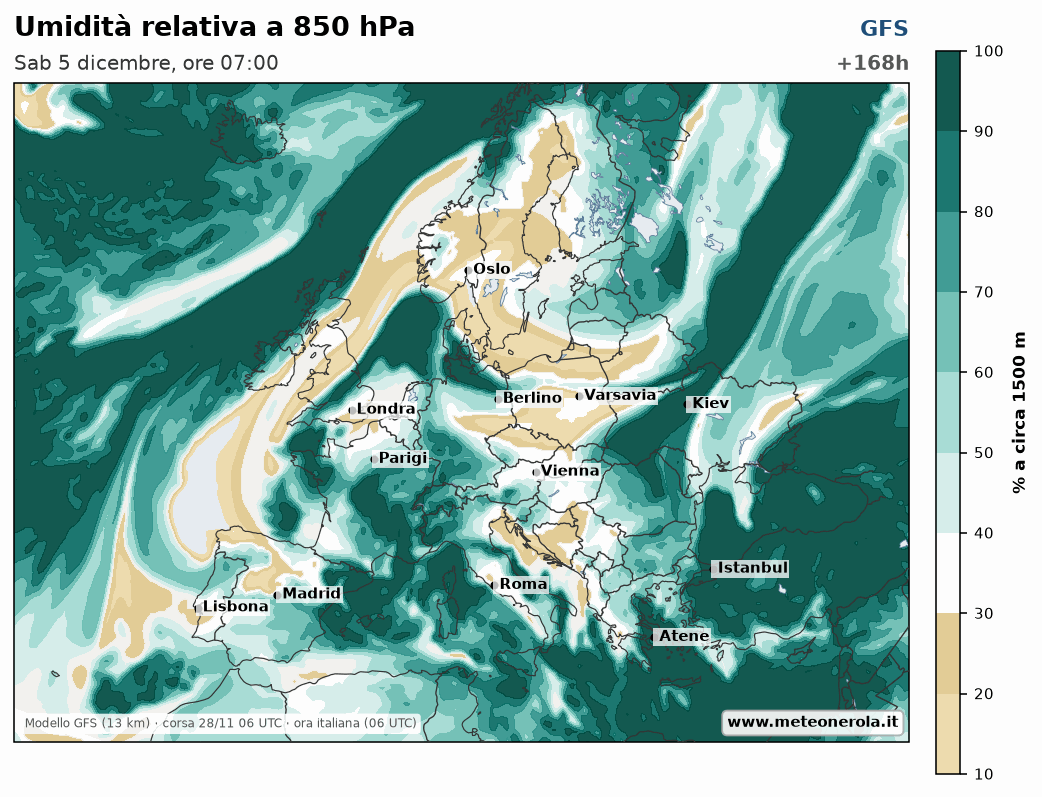 Umidità relativa a 850 hPa
GFS
Sab 5 dicembre, ore 07:00
+168h
100
90
80
70
60
50
40
30
20
10
% a circa 1500 m
Oslo
Berlino
Varsavia
Kiev
Londra
Parigi
Vienna
Istanbul
Roma
Madrid
Lisbona
Atene
Modello GFS (13 km) · corsa 28/11 06 UTC · ora italiana (06 UTC)
www.meteonerola.it